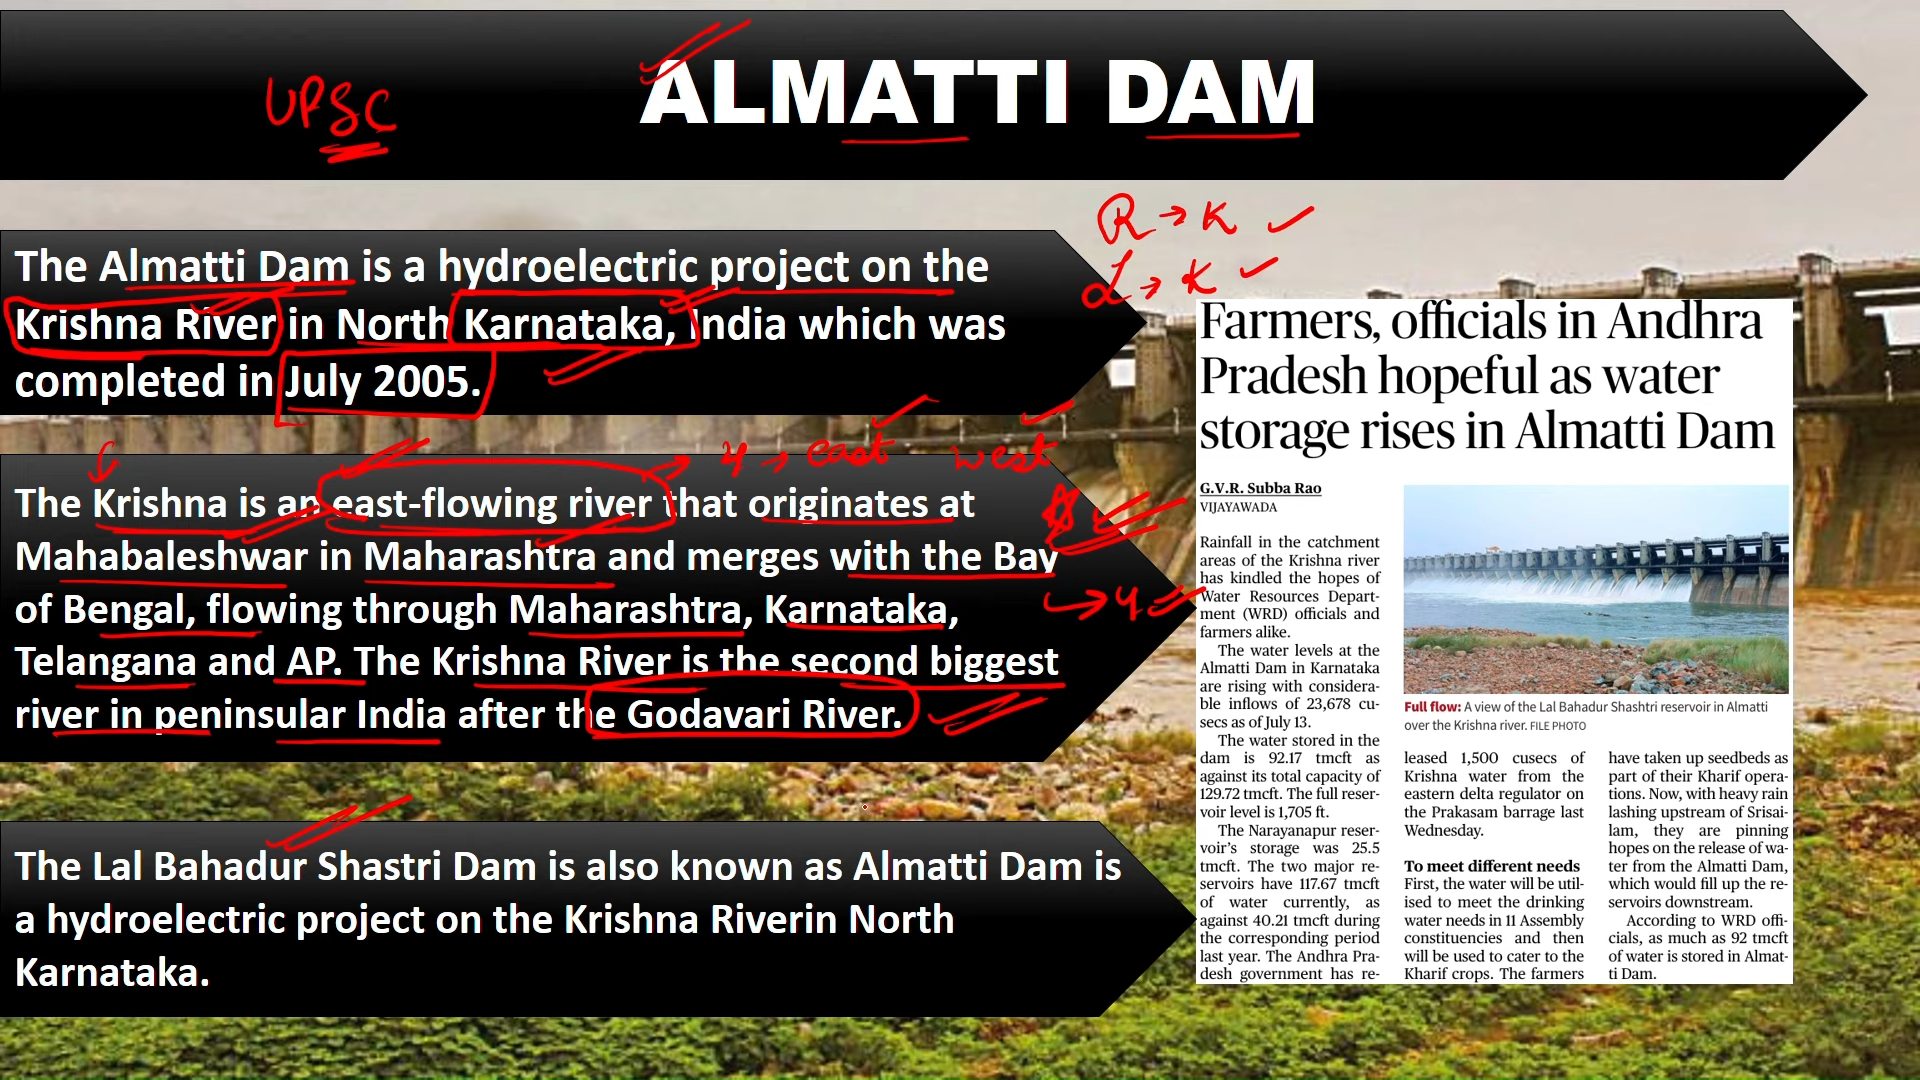 UPSC
ALMATTI DAM
R → K
L → K
The Almatti Dam is a hydroelectric project on the
Krishna River in North Karnataka, India which was
completed in July 2005.
4 → east west
The Krishna is an east-flowing river that originates at
Mahabaleshwar in Maharashtra and merges with the Bay
of Bengal, flowing through Maharashtra, Karnataka,
Telangana and AP. The Krishna River is the second biggest
river in peninsular India after the Godavari River.
→ 4
The Lal Bahadur Shastri Dam is also known as Almatti Dam is
a hydroelectric project on the Krishna Riverin North
Karnataka.
Farmers, officials in Andhra
Pradesh hopeful as water
storage rises in Almatti Dam
G.V.R. Subba Rao
VIJAYAWADA
Rainfall in the catchment
areas of the Krishna river
has kindled the hopes of
Water Resources Depart-
ment (WRD) officials and
farmers alike.
The water levels at the
Almatti Dam in Karnataka
are rising with considera-
ble inflows of 23,678 cu-
secs as of July 13.
The water stored in the
dam is 92.17 tmcft as
against its total capacity of
129.72 tmcft. The full reser-
voir level is 1,705 ft.
The Narayanapur reser-
voir's storage was 25.5
tmcft. The two major re-
servoirs have 117.67 tmcft
of water currently, as
against 40.21 tmcft during
the corresponding period
last year. The Andhra Pra-
desh government has re-
Full flow: A view of the Lal Bahadur Shashtri reservoir in Almatti
over the Krishna river. FILE PHOTO
leased 1,500 cusecs of
Krishna water from the
eastern delta regulator on
the Prakasam barrage last
Wednesday.
To meet different needs
First, the water will be util-
ised to meet the drinking
water needs in 11 Assembly
constituencies and then
will be used to cater to the
Kharif crops. The farmers
have taken up seedbeds as
part of their Kharif opera-
tions. Now, with heavy rain
lashing upstream of Srisai-
lam, they are pinning
hopes on the release of wa-
ter from the Almatti Dam,
which would fill up the re-
servoirs downstream.
According to WRD offi-
cials, as much as 92 tmcft
of water is stored in Almat-
ti Dam.